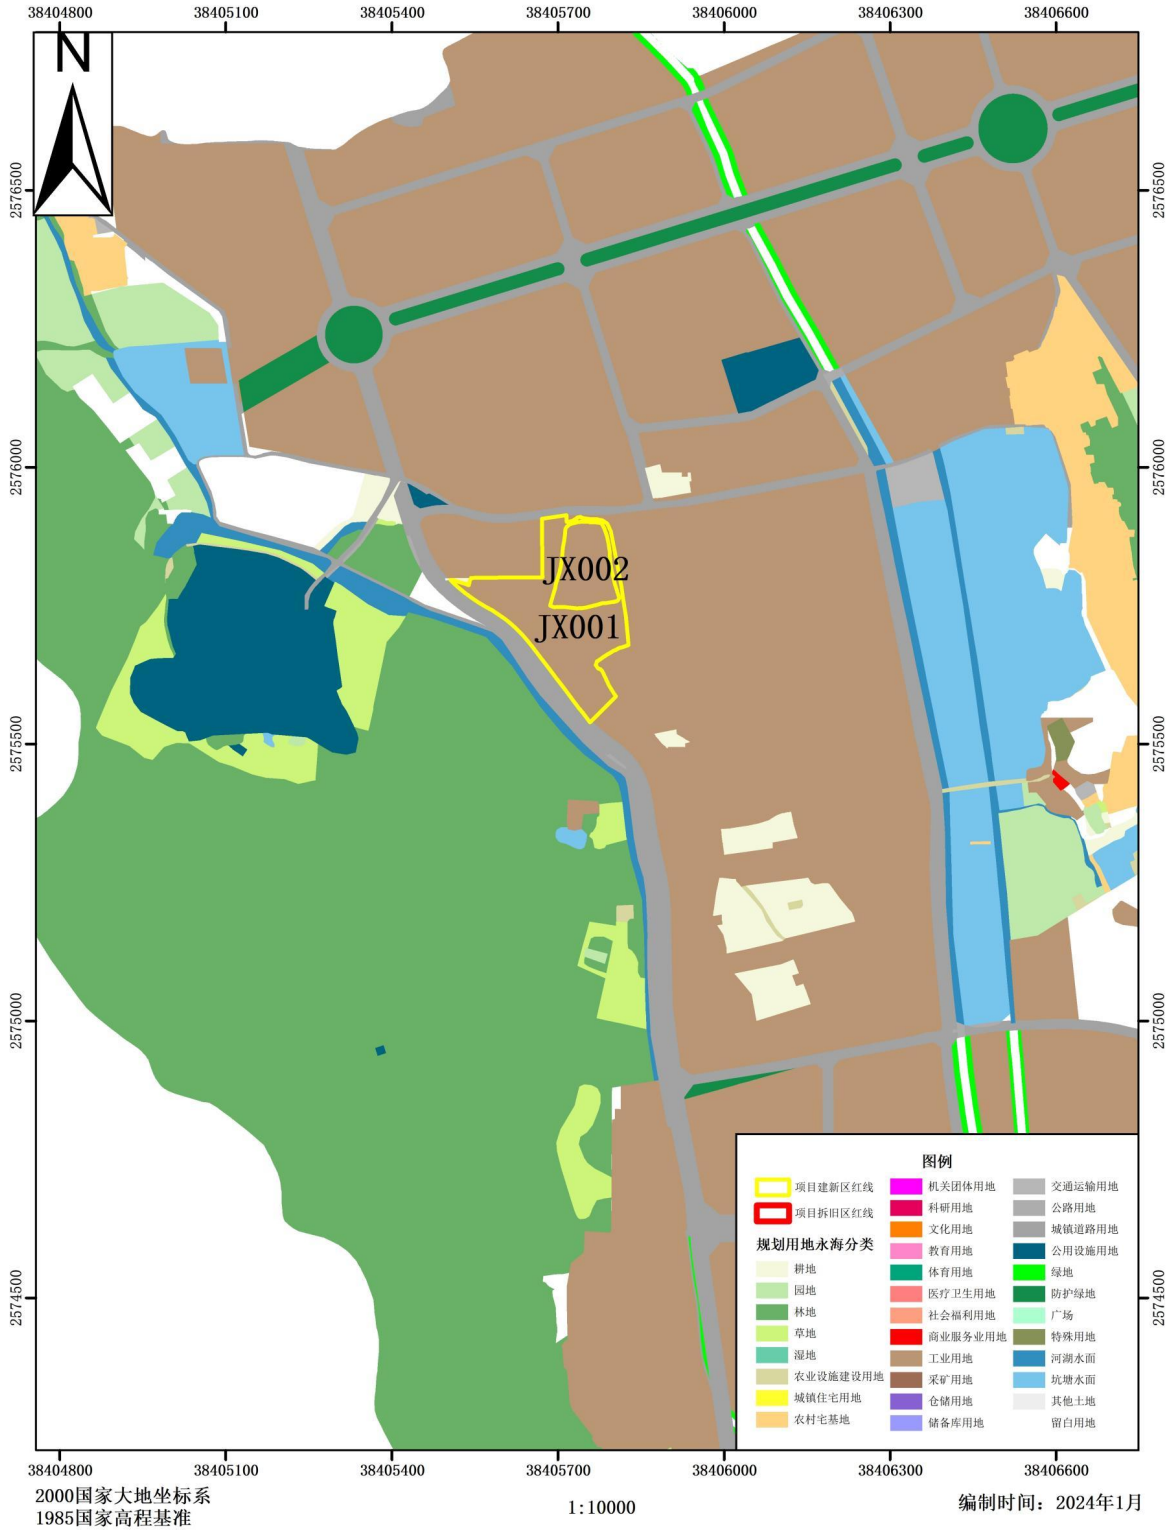 38404800 38405100 38405400 38405700 38406000 38406300 38406600
N
2576500 2576500
2576000 2576000
JX002
JX001
2575500 2575500
2575000 2575000
2574500 2574500
图例
项目建新区红线
项目拆旧区红线
规划用地永海分类
耕地
园地
林地
草地
湿地
农业设施建设用地
城镇住宅用地
农村宅基地
机关团体用地
科研用地
文化用地
教育用地
体育用地
医疗卫生用地
社会福利用地
商业服务业用地
工业用地
采矿用地
仓储用地
储备库用地
交通运输用地
公路用地
城镇道路用地
公用设施用地
绿地
防护绿地
广场
特殊用地
河湖水面
坑塘水面
其他土地
留白用地
38404800 38405100 38405400 38405700 38406000 38406300 38406600
2000国家大地坐标系
1985国家高程基准
1:10000
编制时间：2024年1月